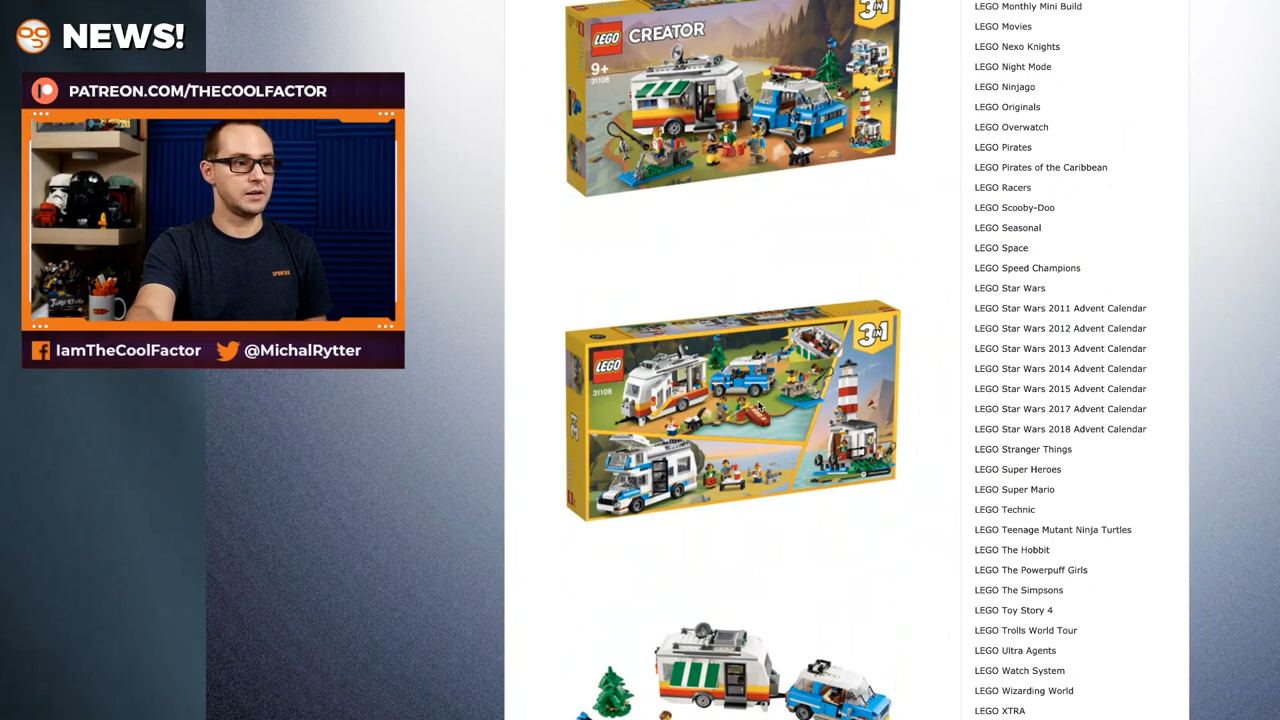 NEWS!
PATREON.COM/THECOOLFACTOR
SPORTEK
IamTheCoolFactor @MichalRytter
LEGO CREATOR
3in1
9+
31108
LEGO
3in1
31108
LEGO Monthly Mini Build
LEGO Movies
LEGO Nexo Knights
LEGO Night Mode
LEGO Ninjago
LEGO Originals
LEGO Overwatch
LEGO Pirates
LEGO Pirates of the Caribbean
LEGO Racers
LEGO Scooby-Doo
LEGO Seasonal
LEGO Space
LEGO Speed Champions
LEGO Star Wars
LEGO Star Wars 2011 Advent Calendar
LEGO Star Wars 2012 Advent Calendar
LEGO Star Wars 2013 Advent Calendar
LEGO Star Wars 2014 Advent Calendar
LEGO Star Wars 2015 Advent Calendar
LEGO Star Wars 2017 Advent Calendar
LEGO Star Wars 2018 Advent Calendar
LEGO Stranger Things
LEGO Super Heroes
LEGO Super Mario
LEGO Technic
LEGO Teenage Mutant Ninja Turtles
LEGO The Hobbit
LEGO The Powerpuff Girls
LEGO The Simpsons
LEGO Toy Story 4
LEGO Trolls World Tour
LEGO Ultra Agents
LEGO Watch System
LEGO Wizarding World
LEGO XTRA